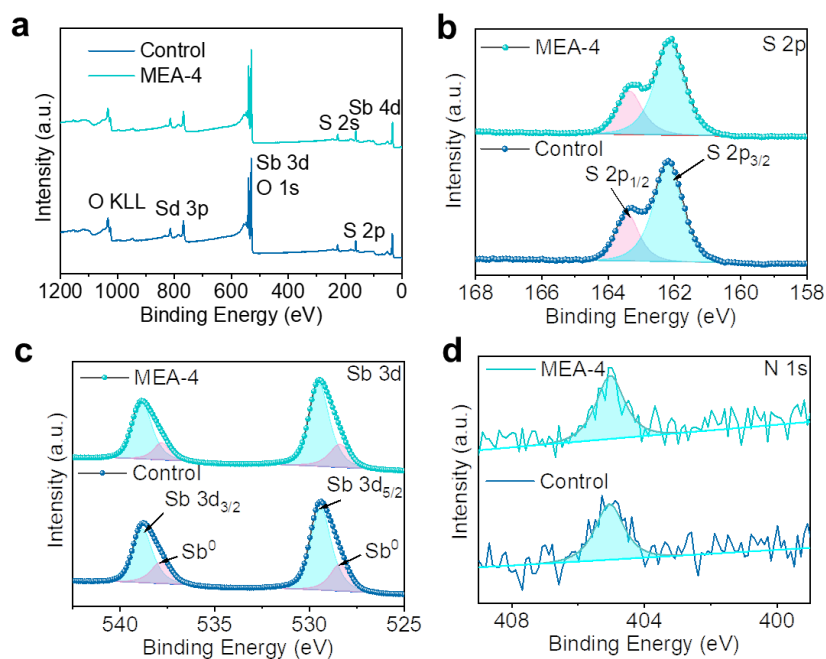 a
Control
MEA-4
Sb 4d
S 2s
Sb 3d
O 1s
O KLL
Sd 3p
S 2p
Intensity (a.u.)
1200 1000 800 600 400 200 0
Binding Energy (eV)
b
MEA-4
S 2p
Control
S 2p3/2
S 2p1/2
Intensity (a.u.)
168 166 164 162 160 158
Binding Energy (eV)
c
MEA-4
Sb 3d
Control
Sb 3d5/2
Sb 3d3/2
Sb⁰
Sb⁰
Intensity (a.u.)
540 535 530 525
Binding Energy (eV)
d
MEA-4
N 1s
Control
Intensity (a.u.)
408 404 400
Binding Energy (eV)